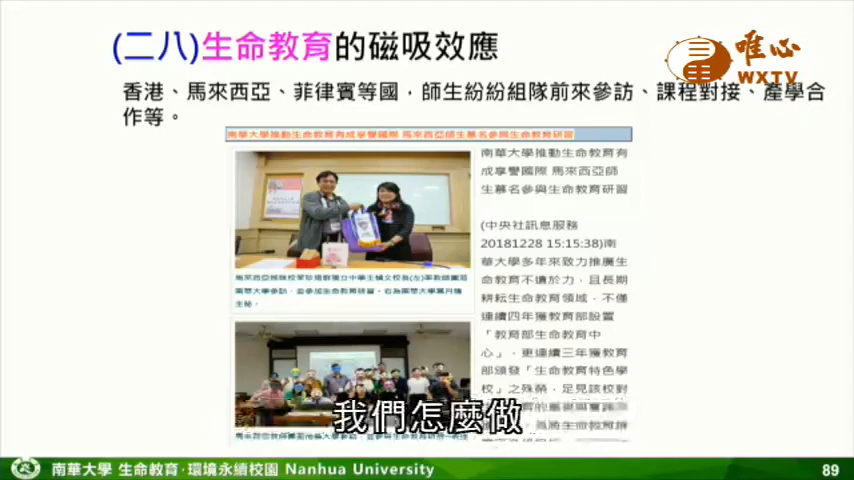 (二八)生命教育的磁吸效應
唯心
WXTV
香港、馬來西亞、菲律賓等國，師生紛紛組隊前來參訪、課程對接、產學合
作等。
南華大學推動生命教育有成享譽國際 馬來西亞師生慕名參與生命教育研習
南華大學推動生命教育有
成享譽國際 馬來西亞師
生慕名參與生命教育研習
(中央社訊息服務
20181228 15:15:38)南
華大學多年來致力推廣生
命教育不遺於力，且長期
耕耘生命教育領域，不僅
連續四年獲教育部設置
「教育部生命教育中
心」，更連續三年獲教育
部頒發「生命教育特色學
校」之殊榮，足見該校對
我們怎麼做
南華大學 生命教育·環境永續校園 Nanhua University
89